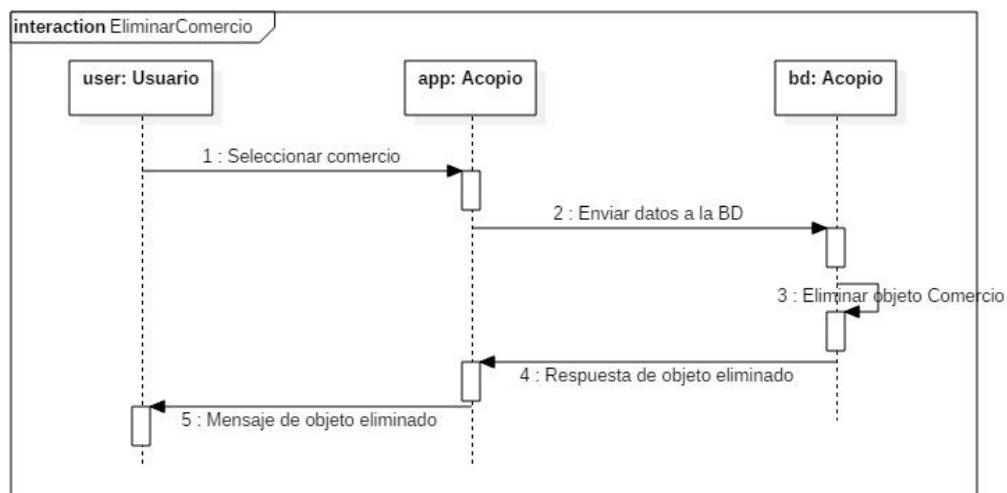 interaction EliminarComercio
user: Usuario
app: Acopio
bd: Acopio
1 : Seleccionar comercio
2 : Enviar datos a la BD
3 : Eliminar objeto Comercio
4 : Respuesta de objeto eliminado
5 : Mensaje de objeto eliminado